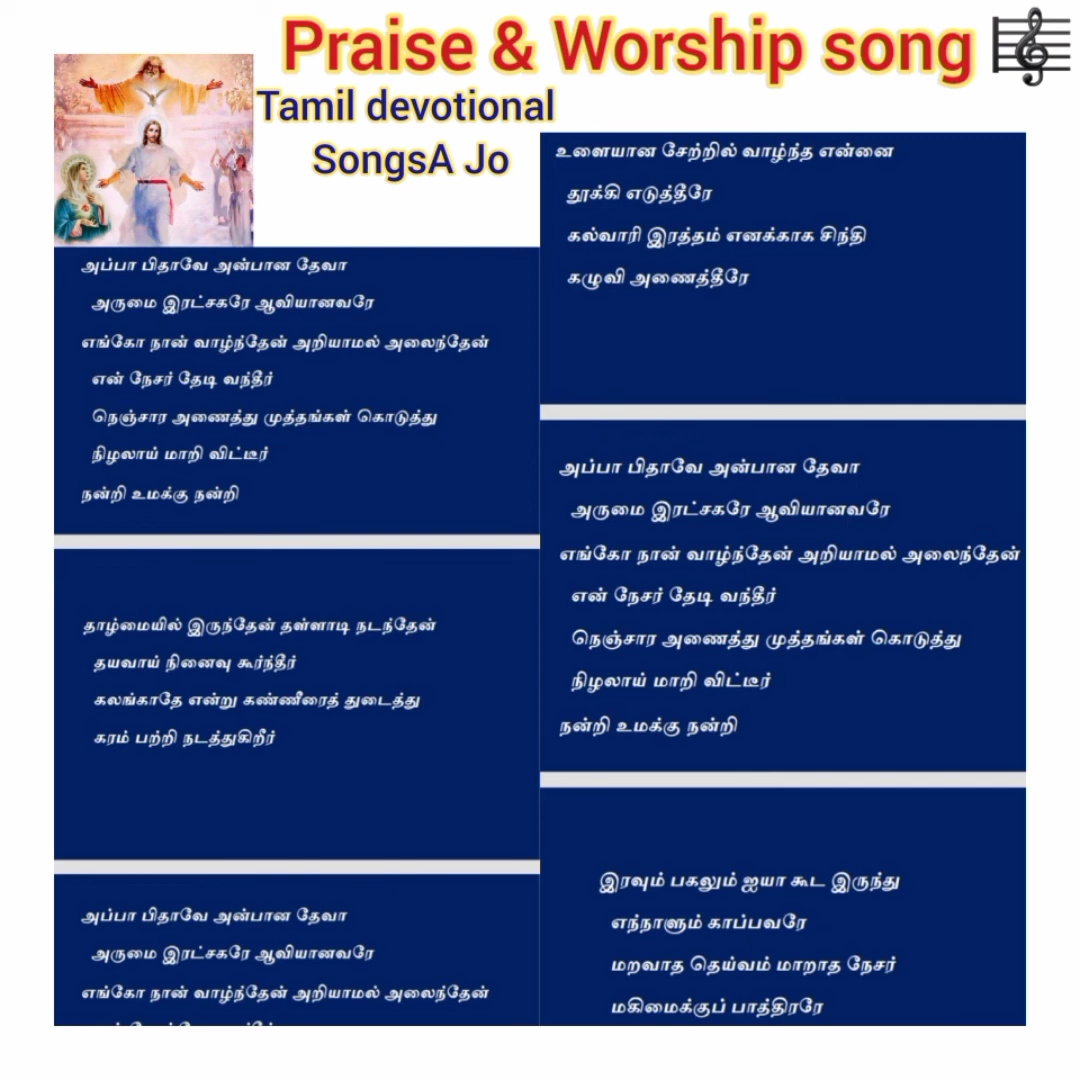 Praise & Worship song
Tamil devotional
SongsA Jo
அப்பா பிதாவே அன்பான தேவா
அருமை இரட்சகரே ஆவியானவரே
எங்கோ நான் வாழ்ந்தேன் அறியாமல் அலைந்தேன்
என் நேசர் தேடி வந்தீர்
நெஞ்சார அணைத்து முத்தங்கள் கொடுத்து
நிழலாய் மாறி விட்டீர்
நன்றி உமக்கு நன்றி
தாழ்மையில் இருந்தேன் தள்ளாடி நடந்தேன்
தயவாய் நினைவு கூர்ந்தீர்
கலங்காதே என்று கண்ணீரைத் துடைத்து
கரம் பற்றி நடத்துகிறீர்
அப்பா பிதாவே அன்பான தேவா
அருமை இரட்சகரே ஆவியானவரே
எங்கோ நான் வாழ்ந்தேன் அறியாமல் அலைந்தேன்
உளையான சேற்றில் வாழ்ந்த என்னை
தூக்கி எடுத்தீரே
கல்வாரி இரத்தம் எனக்காக சிந்தி
கழுவி அணைத்தீரே
அப்பா பிதாவே அன்பான தேவா
அருமை இரட்சகரே ஆவியானவரே
எங்கோ நான் வாழ்ந்தேன் அறியாமல் அலைந்தேன்
என் நேசர் தேடி வந்தீர்
நெஞ்சார அணைத்து முத்தங்கள் கொடுத்து
நிழலாய் மாறி விட்டீர்
நன்றி உமக்கு நன்றி
இரவும் பகலும் ஐயா கூட இருந்து
எந்நாளும் காப்பவரே
மறவாத தெய்வம் மாறாத நேசர்
மகிமைக்குப் பாத்திரரே